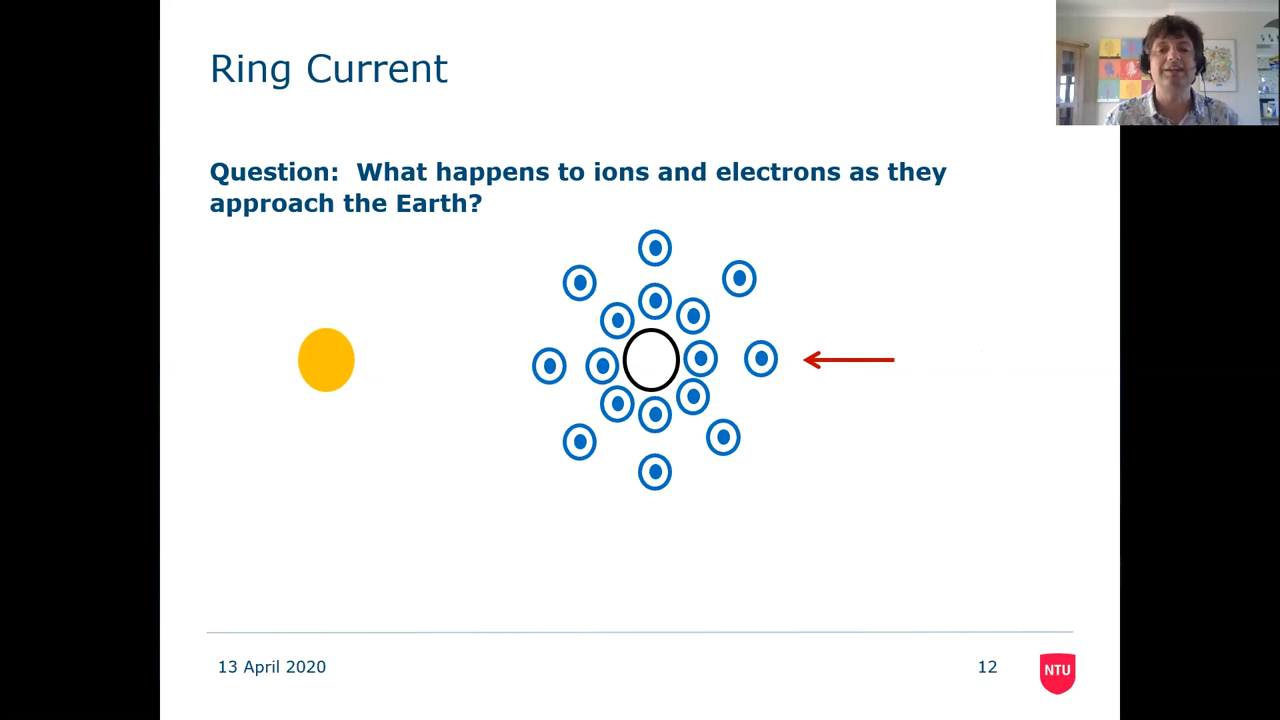 Ring Current
Question:  What happens to ions and electrons as they
approach the Earth?
13 April 2020
12
NTU